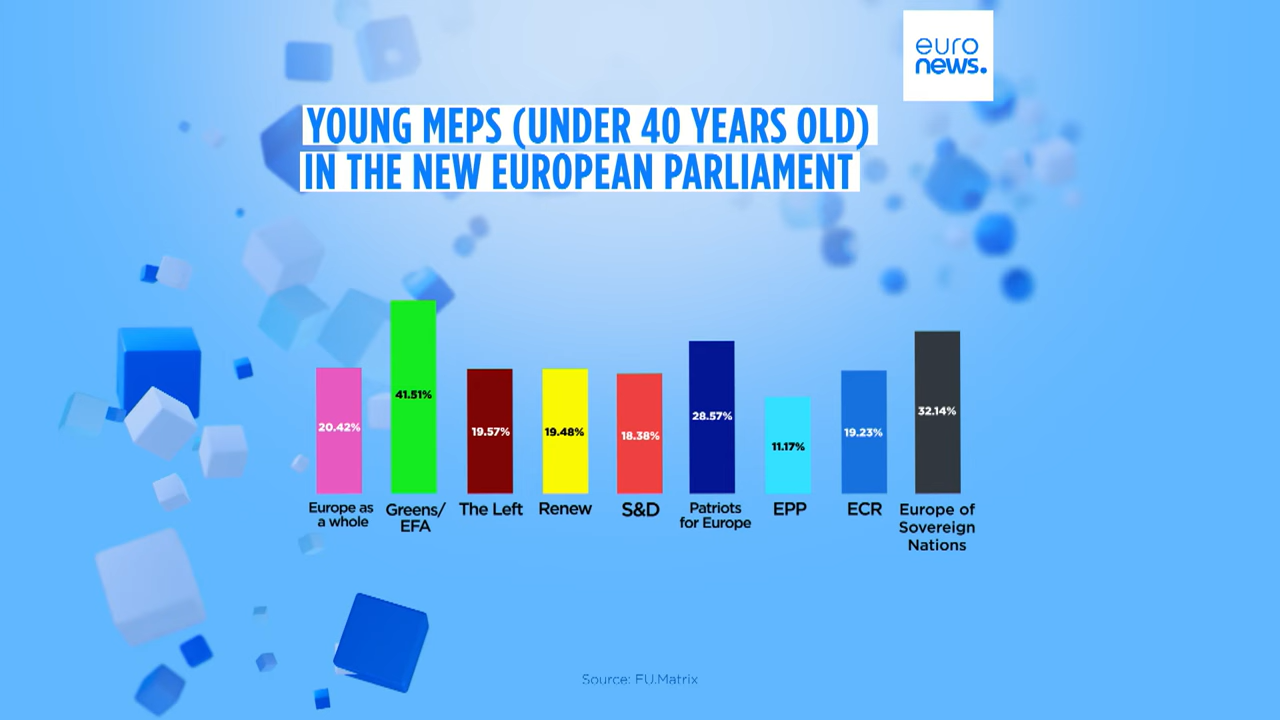 euro
news.
YOUNG MEPS (UNDER 40 YEARS OLD)
IN THE NEW EUROPEAN PARLIAMENT
20.42%
41.51%
19.57%
19.48%
18.38%
28.57%
11.17%
19.23%
32.14%
Europe as
a whole
Greens/
EFA
The Left
Renew
S&D
Patriots
for Europe
EPP
ECR
Europe of
Sovereign
Nations
Source: EU.Matrix